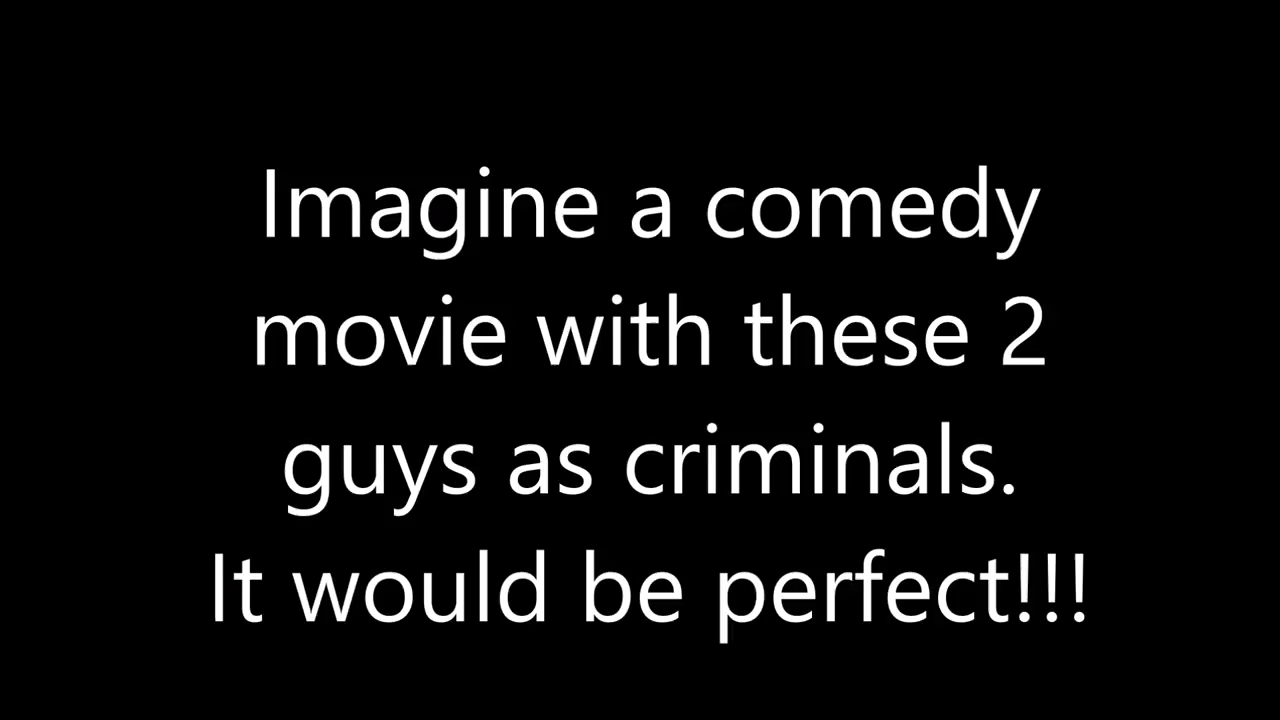 Imagine a comedy
movie with these 2
guys as criminals.
It would be perfect!!!